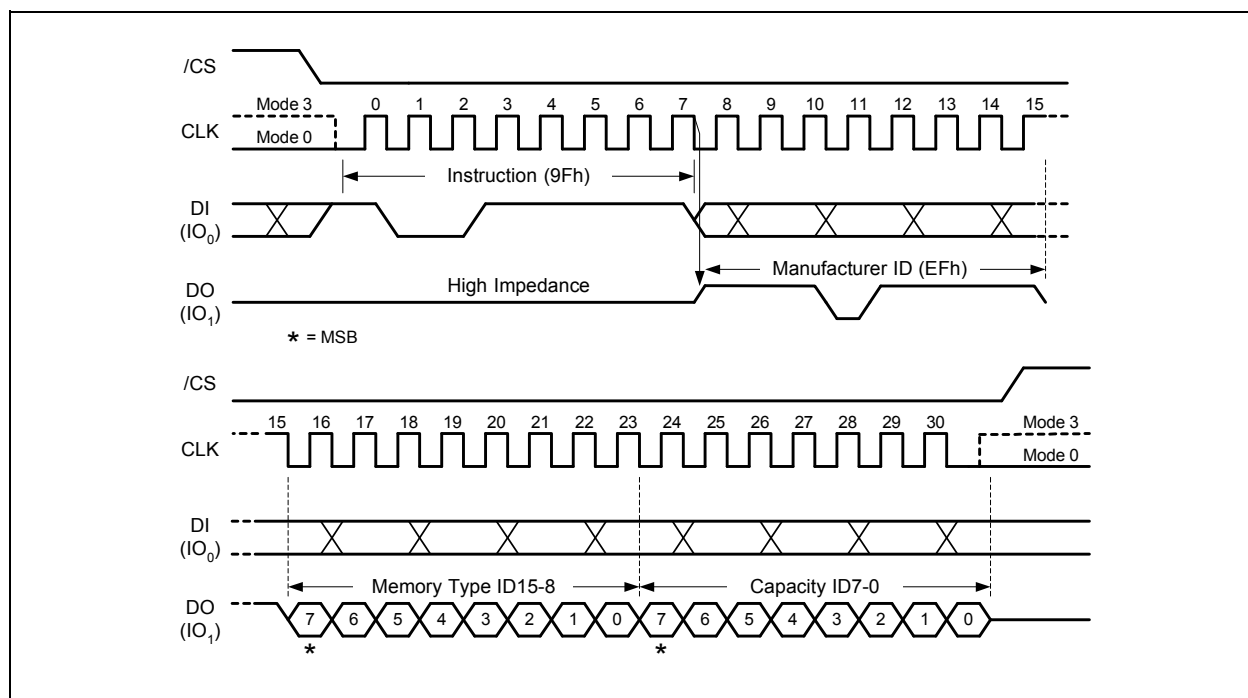 /CS
Mode 3
0 1 2 3 4 5 6 7 8 9 10 11 12 13 14 15
CLK
Mode 0
Instruction (9Fh)
DI
(IO0)
Manufacturer ID (EFh)
High Impedance
DO
(IO1)
* = MSB
/CS
15 16 17 18 19 20 21 22 23 24 25 26 27 28 29 30
Mode 3
CLK
Mode 0
DI
(IO0)
Memory Type ID15-8
Capacity ID7-0
DO
(IO1)
7 6 5 4 3 2 1 0 7 6 5 4 3 2 1 0
* *